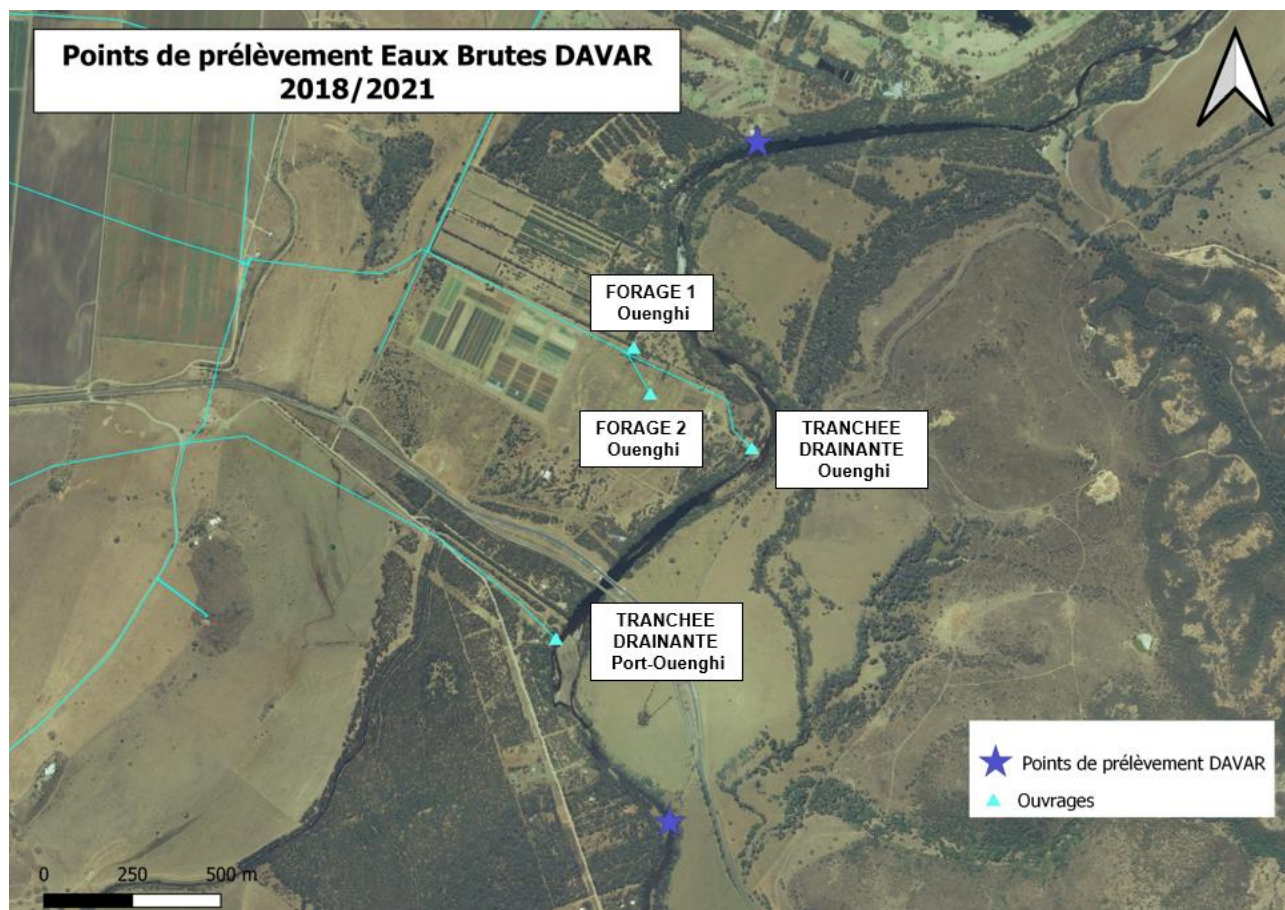 Points de prélèvement Eaux Brutes DAVAR
2018/2021
FORAGE 1
Ouenghi
FORAGE 2
Ouenghi
TRANCHEE
DRAINANTE
Ouenghi
TRANCHEE
DRAINANTE
Port-Ouenghi
Points de prélèvement DAVAR
Ouvrages
0 250 500 m